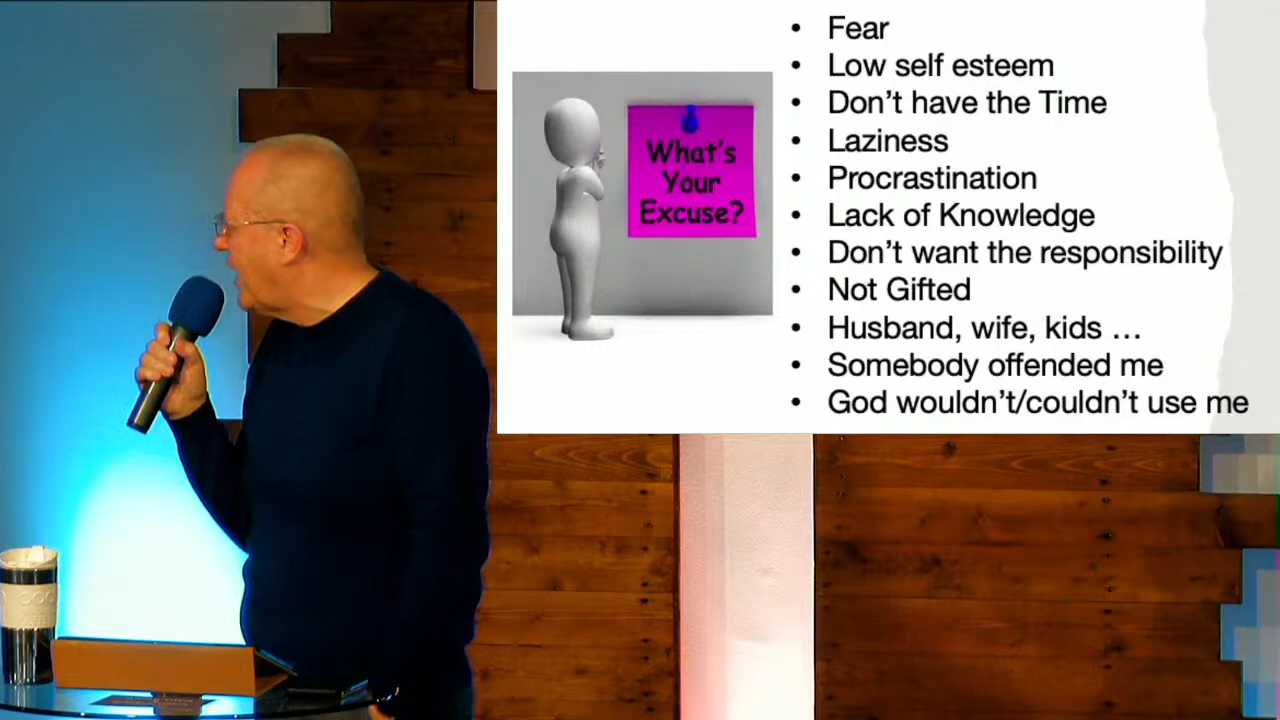 What's
Your
Excuse?
• Fear
• Low self esteem
• Don't have the Time
• Laziness
• Procrastination
• Lack of Knowledge
• Don't want the responsibility
• Not Gifted
• Husband, wife, kids …
• Somebody offended me
• God wouldn't/couldn't use me